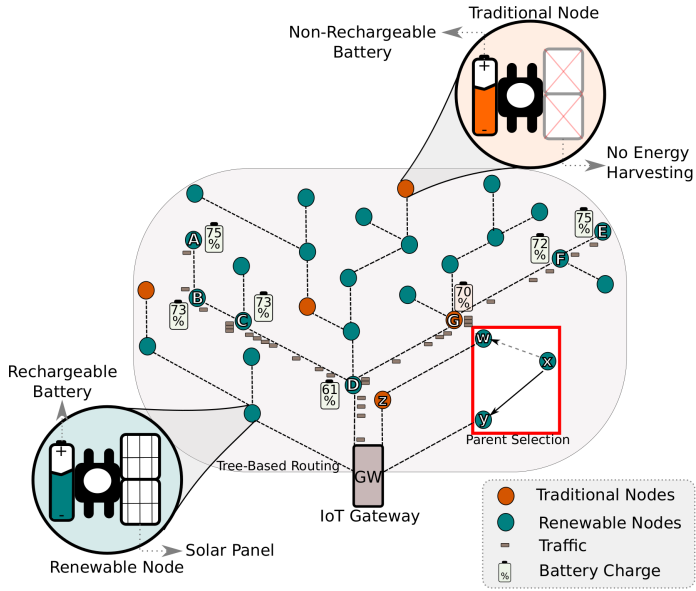 Traditional Node
Non-Rechargeable
Battery
+
-
No Energy
Harvesting
A
75
%
75
%
E
72
%
F
B
73
%
C
73
%
70
%
G
w
x
y
Parent Selection
61
%
D
z
Rechargeable
Battery
+
-
Tree-Based Routing
GW
IoT Gateway
Solar Panel
Renewable Node
Traditional Nodes
Renewable Nodes
Traffic
%
Battery Charge